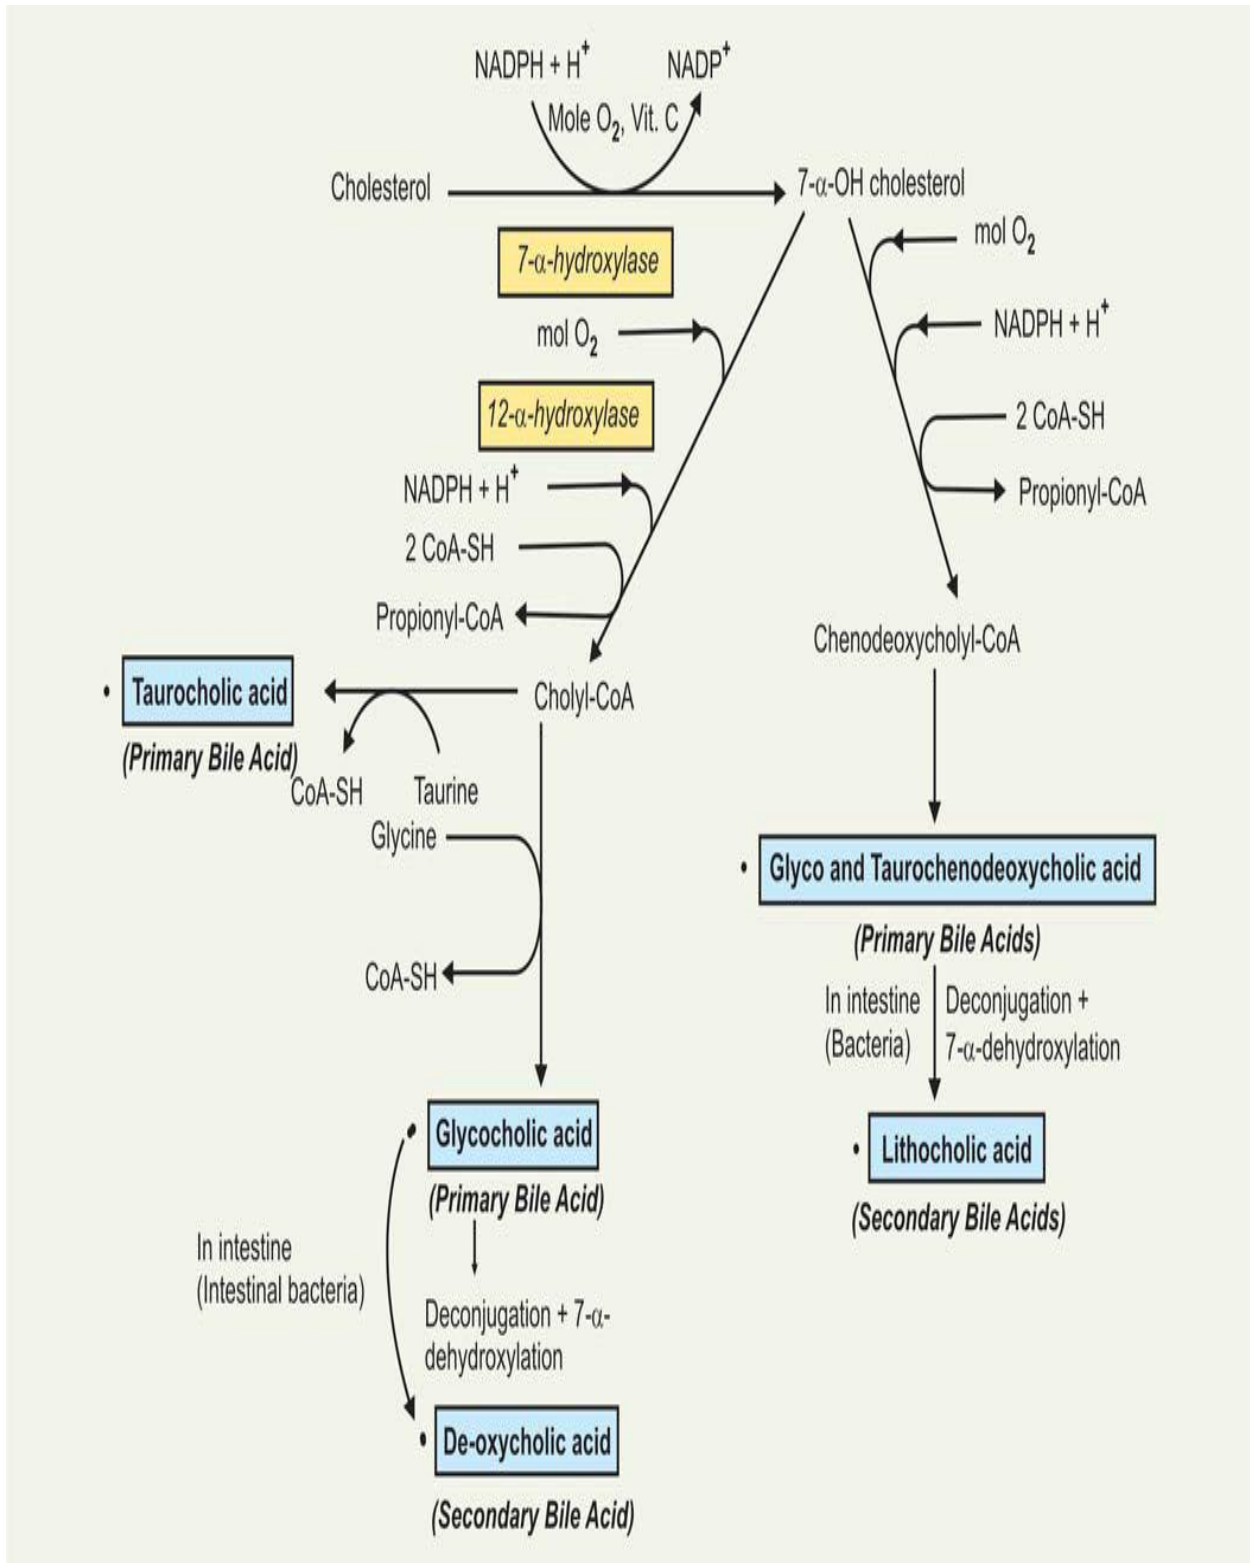 NADPH + H⁺ NADP⁺
Mole O₂, Vit. C
Cholesterol
7-α-OH cholesterol
7-α-hydroxylase
mol O₂
12-α-hydroxylase
NADPH + H⁺
2 CoA-SH
Propionyl-CoA
mol O₂
NADPH + H⁺
2 CoA-SH
Propionyl-CoA
Chenodeoxycholyl-CoA
• Taurocholic acid
(Primary Bile Acid)
Cholyl-CoA
CoA-SH Taurine
Glycine
CoA-SH
• Glyco and Taurochenodeoxycholic acid
(Primary Bile Acids)
In intestine
(Bacteria)
Deconjugation +
7-α-dehydroxylation
• Lithocholic acid
(Secondary Bile Acids)
• Glycocholic acid
(Primary Bile Acid)
In intestine
(Intestinal bacteria)
Deconjugation + 7-α-
dehydroxylation
• De-oxycholic acid
(Secondary Bile Acid)